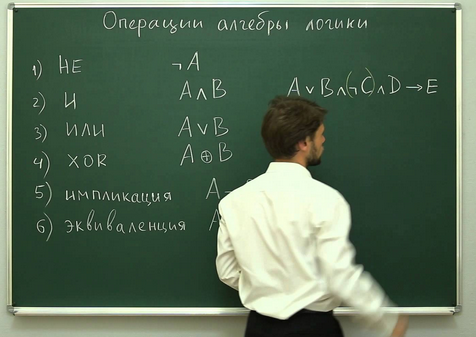 Операции алгебры логики
1) НЕ ¬A
2) И A∧B
3) ИЛИ A∨B
4) XOR A⊕B
5) импликация A
6) эквиваленция
A∨B∧(¬C)∧D→E